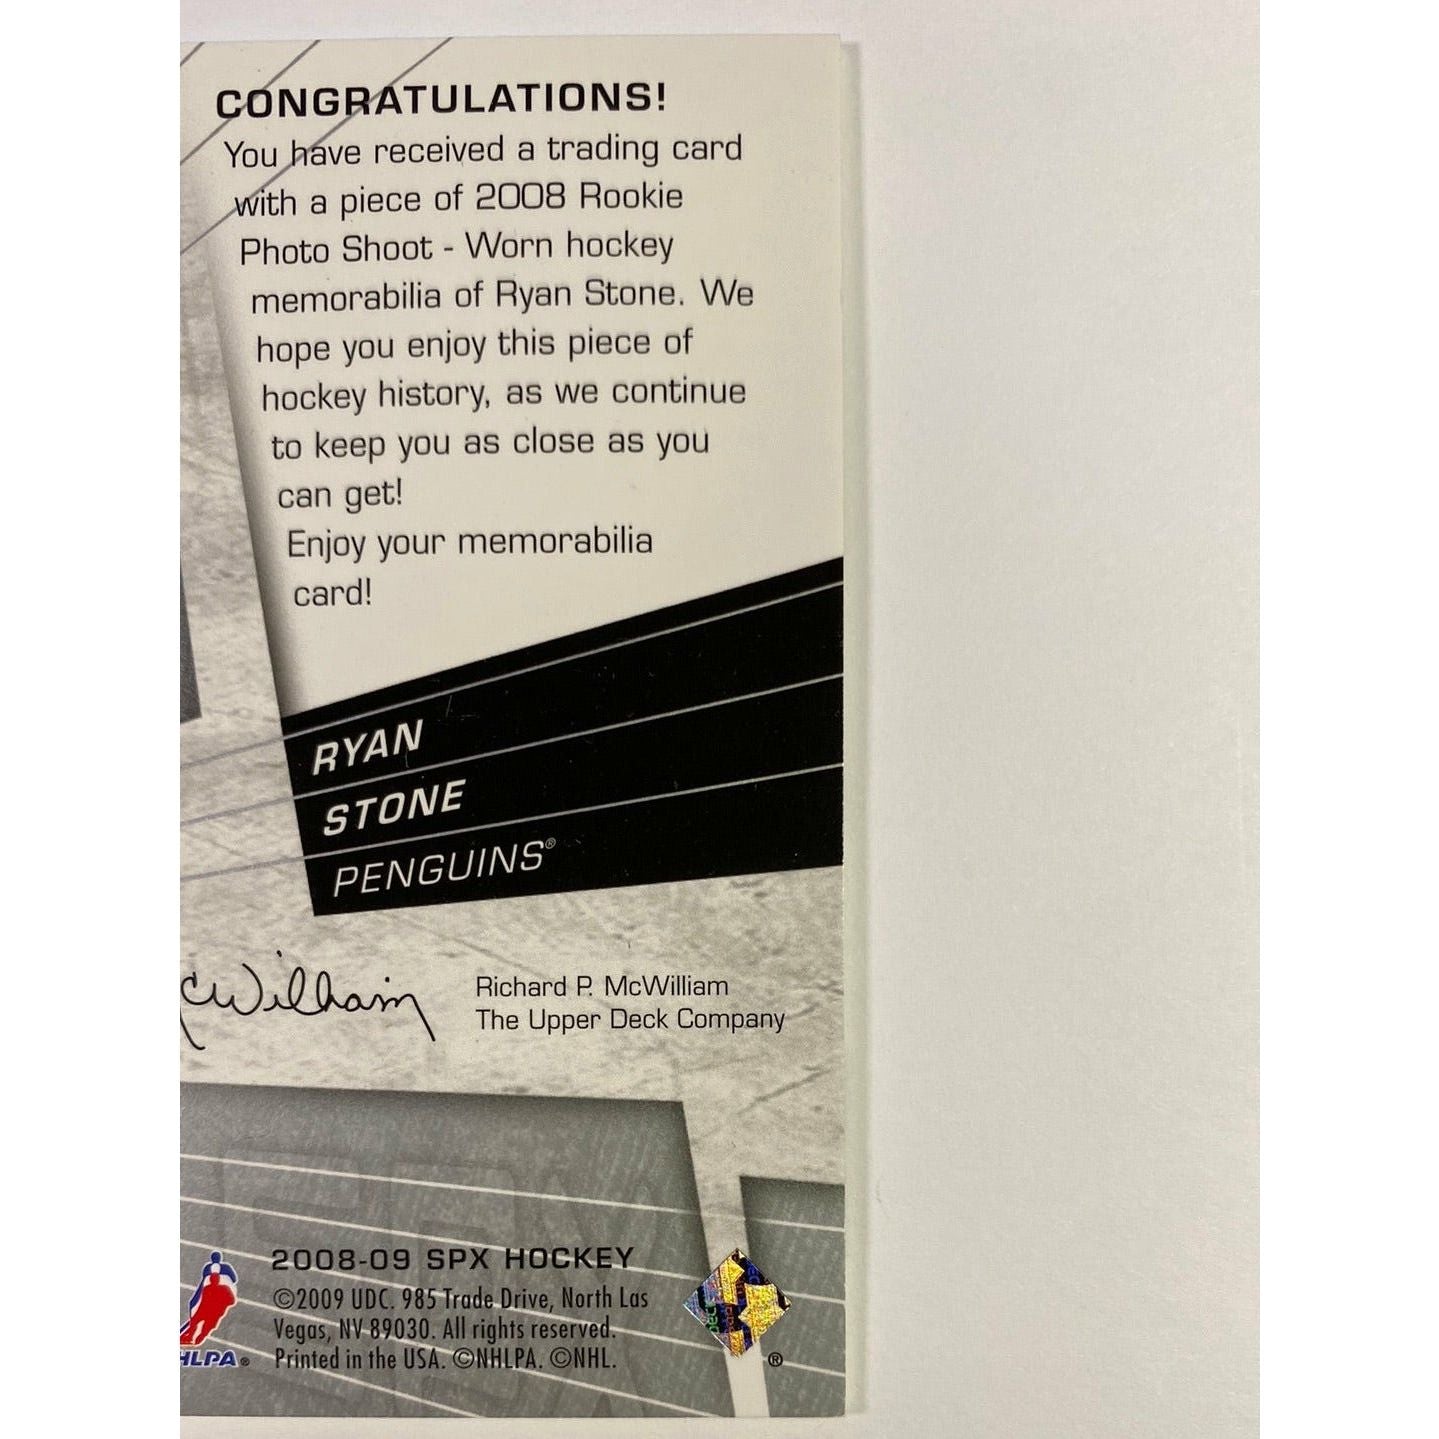 CONGRATULATIONS!
You have received a trading card
with a piece of 2008 Rookie
Photo Shoot - Worn hockey
memorabilia of Ryan Stone. We
hope you enjoy this piece of
hockey history, as we continue
to keep you as close as you
can get!
Enjoy your memorabilia
card!
RYAN
STONE
PENGUINS®
cWilliam
Richard P. McWilliam
The Upper Deck Company
2008-09 SPX HOCKEY
©2009 UDC. 985 Trade Drive, North Las
Vegas, NV 89030. All rights reserved.
Printed in the USA. ©NHLPA. ©NHL.
HLPA®
deck
®